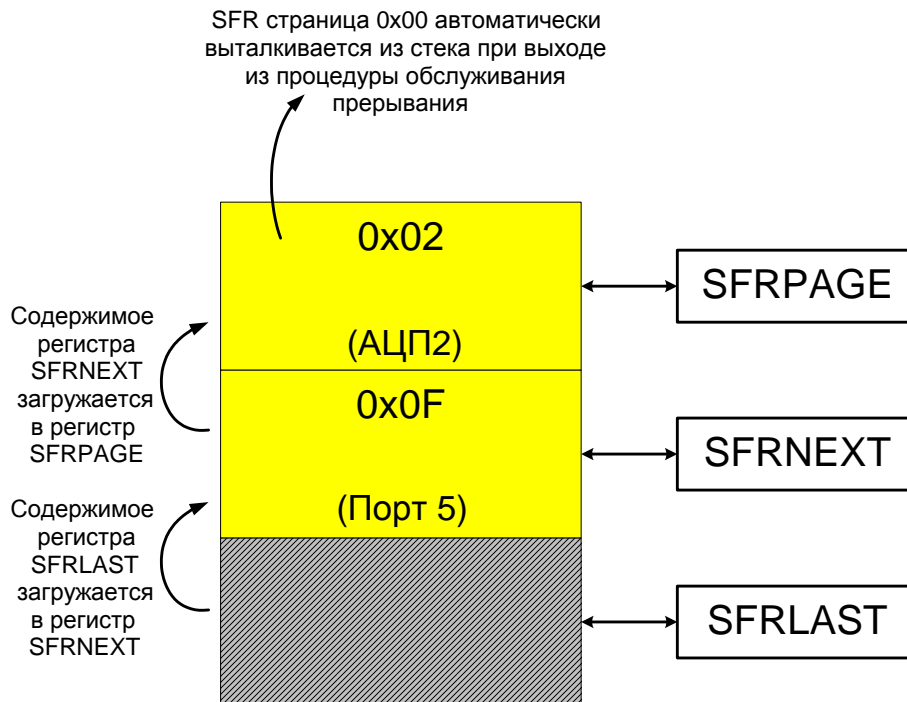 SFR страница 0x00 автоматически
выталкивается из стека при выходе
из процедуры обслуживания
прерывания
0x02
(АЦП2)
SFRPAGE
Содержимое
регистра
SFRNEXT
загружается
в регистр
SFRPAGE
0x0F
(Порт 5)
SFRNEXT
Содержимое
регистра
SFRLAST
загружается
в регистр
SFRNEXT
SFRLAST